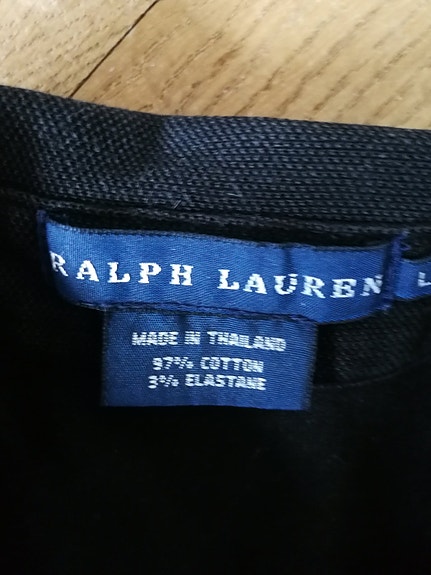 RALPH LAUREN
L
MADE IN THAILAND
97% COTTON
3% ELASTANE